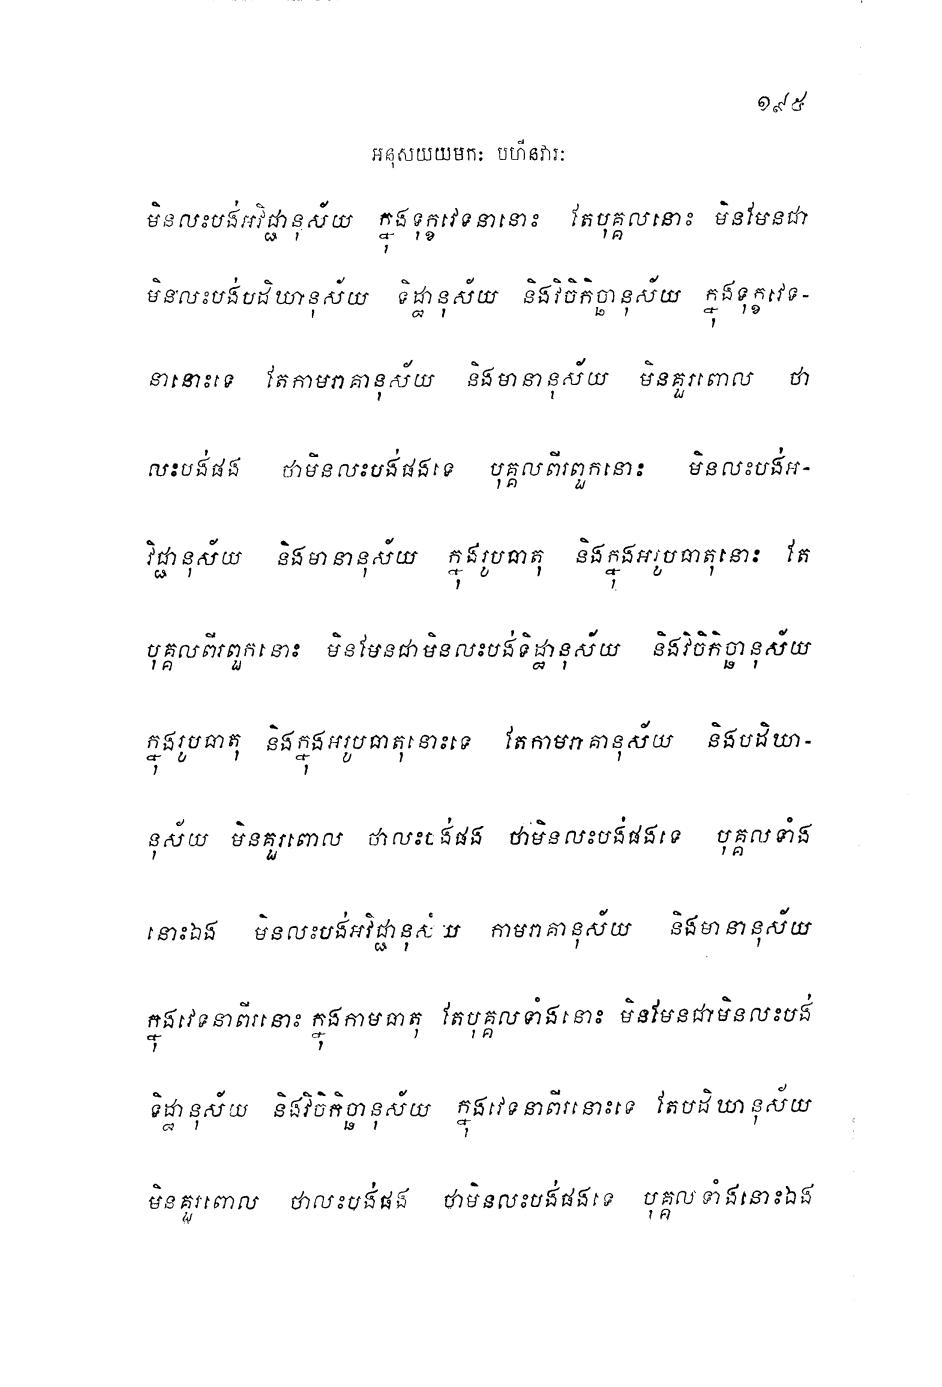 ១៩៥
អនុសយយមកៈ បហីនវារៈ
មិនលះបង់អវិជ្ជានុស័យ ក្នុងទុក្ខវេទនានោះ តែបុគ្គលនោះ មិនមែនជា
មិនលះបង់បដិឃានុស័យ ទិដ្ឋានុស័យ និងវិចិកិច្ឆានុស័យ ក្នុងទុក្ខវេទ-
នានោះទេ តែកាមរាគានុស័យ និងមានានុស័យ មិនគួរពោល ថា
លះបង់ផង ថាមិនលះបង់ផងទេ បុគ្គលពីរពួកនោះ មិនលះបង់អ-
វិជ្ជានុស័យ និងមានានុស័យ ក្នុងរូបធាតុ និងក្នុងអរូបធាតុនោះ តែ
បុគ្គលពីរពួកនោះ មិនមែនជាមិនលះបង់ទិដ្ឋានុស័យ និងវិចិកិច្ឆានុស័យ
ក្នុងរូបធាតុ និងក្នុងអរូបធាតុនោះទេ តែកាមរាគានុស័យ និងបដិឃា-
នុស័យ មិនគួរពោល ថាលះបង់ផង ថាមិនលះបង់ផងទេ បុគ្គលទាំង
នោះឯង មិនលះបង់អវិជ្ជានុស័យ កាមរាគានុស័យ និងមានានុស័យ
ក្នុងវេទនាពីរនោះ ក្នុងកាមធាតុ តែបុគ្គលទាំងនោះ មិនមែនជាមិនលះបង់
ទិដ្ឋានុស័យ និងវិចិកិច្ឆានុស័យ ក្នុងវេទនាពីរនោះទេ តែបដិឃានុស័យ
មិនគួរពោល ថាលះបង់ផង ថាមិនលះបង់ផងទេ បុគ្គលទាំងនោះឯង